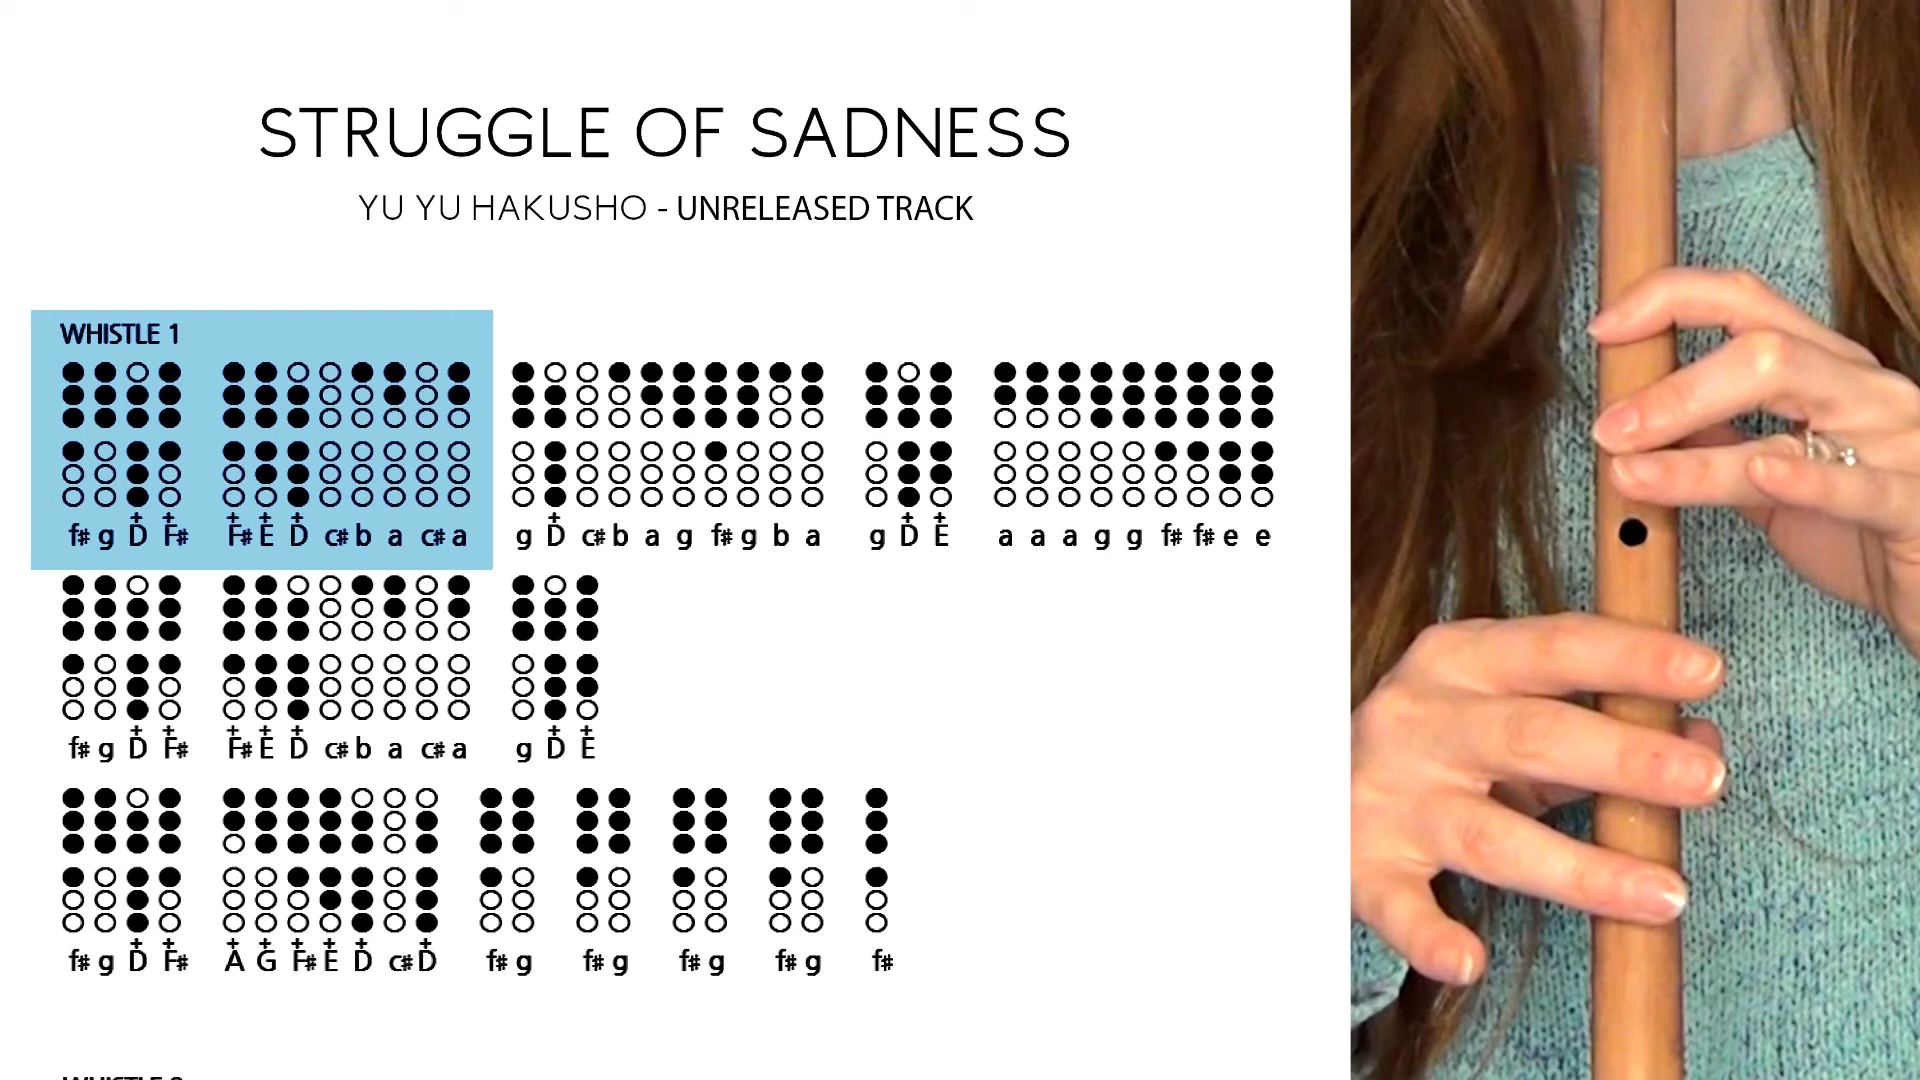 STRUGGLE OF SADNESS
YU YU HAKUSHO - UNRELEASED TRACK
WHISTLE 1
+ + + + + + +
f# g D F# F# E D c# b a c# a g D c# b a g f# g b a g D E a a a g g f# f# e e
+ + + + + + +
f# g D F# F# E D c# b a c# a g D E
+ + + + + + + +
f# g D F# A G F# E D c# D f# g f# g f# g f# g f#